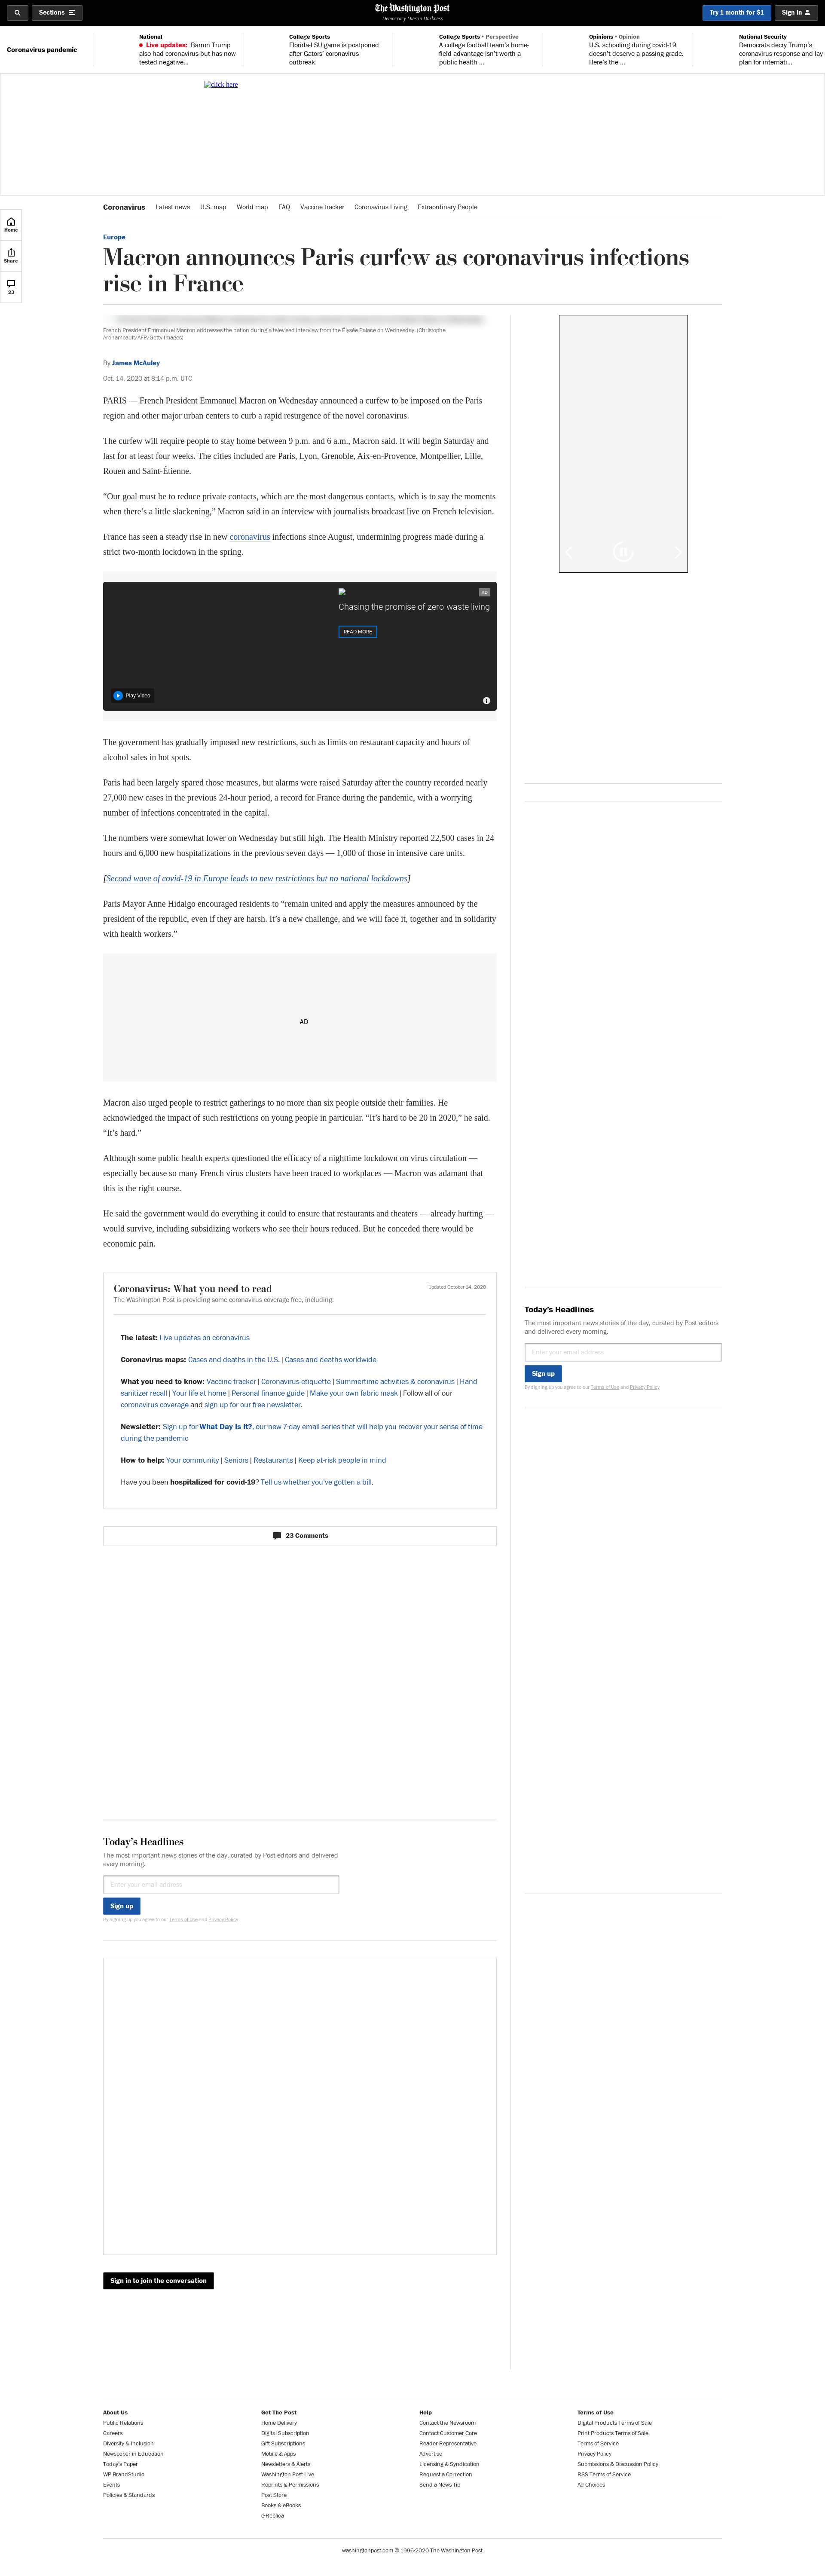 Sections
The Washington Post
Democracy Dies in Darkness
Try 1 month for $1
Sign in
Coronavirus pandemic
National
Live updates: Barron Trump
also had coronavirus but has now
tested negative...
College Sports
Florida-LSU game is postponed
after Gators' coronavirus
outbreak
College Sports • Perspective
A college football team's home-
field advantage isn't worth a
public health ...
Opinions • Opinion
U.S. schooling during covid-19
doesn't deserve a passing grade.
Here's the ...
National Security
Democrats decry Trump's
coronavirus response and lay
plan for internati...
click here
Coronavirus
Latest news
U.S. map
World map
FAQ
Vaccine tracker
Coronavirus Living
Extraordinary People
Home
Share
23
Europe
Macron announces Paris curfew as coronavirus infections
rise in France
French President Emmanuel Macron addresses the nation during a televised interview from the Élysée Palace on Wednesday. (Christophe
Archambault/AFP/Getty Images)
By James McAuley
Oct. 14, 2020 at 8:14 p.m. UTC
PARIS — French President Emmanuel Macron on Wednesday announced a curfew to be imposed on the Paris
region and other major urban centers to curb a rapid resurgence of the novel coronavirus.
The curfew will require people to stay home between 9 p.m. and 6 a.m., Macron said. It will begin Saturday and
last for at least four weeks. The cities included are Paris, Lyon, Grenoble, Aix-en-Provence, Montpellier, Lille,
Rouen and Saint-Étienne.
“Our goal must be to reduce private contacts, which are the most dangerous contacts, which is to say the moments
when there’s a little slackening,” Macron said in an interview with journalists broadcast live on French television.
France has seen a steady rise in new coronavirus infections since August, undermining progress made during a
strict two-month lockdown in the spring.
AD
Chasing the promise of zero-waste living
READ MORE
Play Video
The government has gradually imposed new restrictions, such as limits on restaurant capacity and hours of
alcohol sales in hot spots.
Paris had been largely spared those measures, but alarms were raised Saturday after the country recorded nearly
27,000 new cases in the previous 24-hour period, a record for France during the pandemic, with a worrying
number of infections concentrated in the capital.
The numbers were somewhat lower on Wednesday but still high. The Health Ministry reported 22,500 cases in 24
hours and 6,000 new hospitalizations in the previous seven days — 1,000 of those in intensive care units.
[Second wave of covid-19 in Europe leads to new restrictions but no national lockdowns]
Paris Mayor Anne Hidalgo encouraged residents to “remain united and apply the measures announced by the
president of the republic, even if they are harsh. It’s a new challenge, and we will face it, together and in solidarity
with health workers.”
AD
Macron also urged people to restrict gatherings to no more than six people outside their families. He
acknowledged the impact of such restrictions on young people in particular. “It’s hard to be 20 in 2020,” he said.
“It’s hard.”
Although some public health experts questioned the efficacy of a nighttime lockdown on virus circulation —
especially because so many French virus clusters have been traced to workplaces — Macron was adamant that
this is the right course.
He said the government would do everything it could to ensure that restaurants and theaters — already hurting —
would survive, including subsidizing workers who see their hours reduced. But he conceded there would be
economic pain.
Coronavirus: What you need to read
Updated October 14, 2020
The Washington Post is providing some coronavirus coverage free, including:
The latest: Live updates on coronavirus
Coronavirus maps: Cases and deaths in the U.S. | Cases and deaths worldwide
What you need to know: Vaccine tracker | Coronavirus etiquette | Summertime activities & coronavirus | Hand
sanitizer recall | Your life at home | Personal finance guide | Make your own fabric mask | Follow all of our
coronavirus coverage and sign up for our free newsletter.
Newsletter: Sign up for What Day Is It?, our new 7-day email series that will help you recover your sense of time
during the pandemic
How to help: Your community | Seniors | Restaurants | Keep at-risk people in mind
Have you been hospitalized for covid-19? Tell us whether you’ve gotten a bill.
23 Comments
Today’s Headlines
The most important news stories of the day, curated by Post editors
and delivered every morning.
Enter your email address
Sign up
By signing up you agree to our Terms of Use and Privacy Policy
Today’s Headlines
The most important news stories of the day, curated by Post editors and delivered
every morning.
Enter your email address
Sign up
By signing up you agree to our Terms of Use and Privacy Policy
Sign in to join the conversation
About Us
Public Relations
Careers
Diversity & Inclusion
Newspaper in Education
Today's Paper
WP BrandStudio
Events
Policies & Standards
Get The Post
Home Delivery
Digital Subscription
Gift Subscriptions
Mobile & Apps
Newsletters & Alerts
Washington Post Live
Reprints & Permissions
Post Store
Books & eBooks
e-Replica
Help
Contact the Newsroom
Contact Customer Care
Reader Representative
Advertise
Licensing & Syndication
Request a Correction
Send a News Tip
Terms of Use
Digital Products Terms of Sale
Print Products Terms of Sale
Terms of Service
Privacy Policy
Submissions & Discussion Policy
RSS Terms of Service
Ad Choices
washingtonpost.com © 1996-2020 The Washington Post